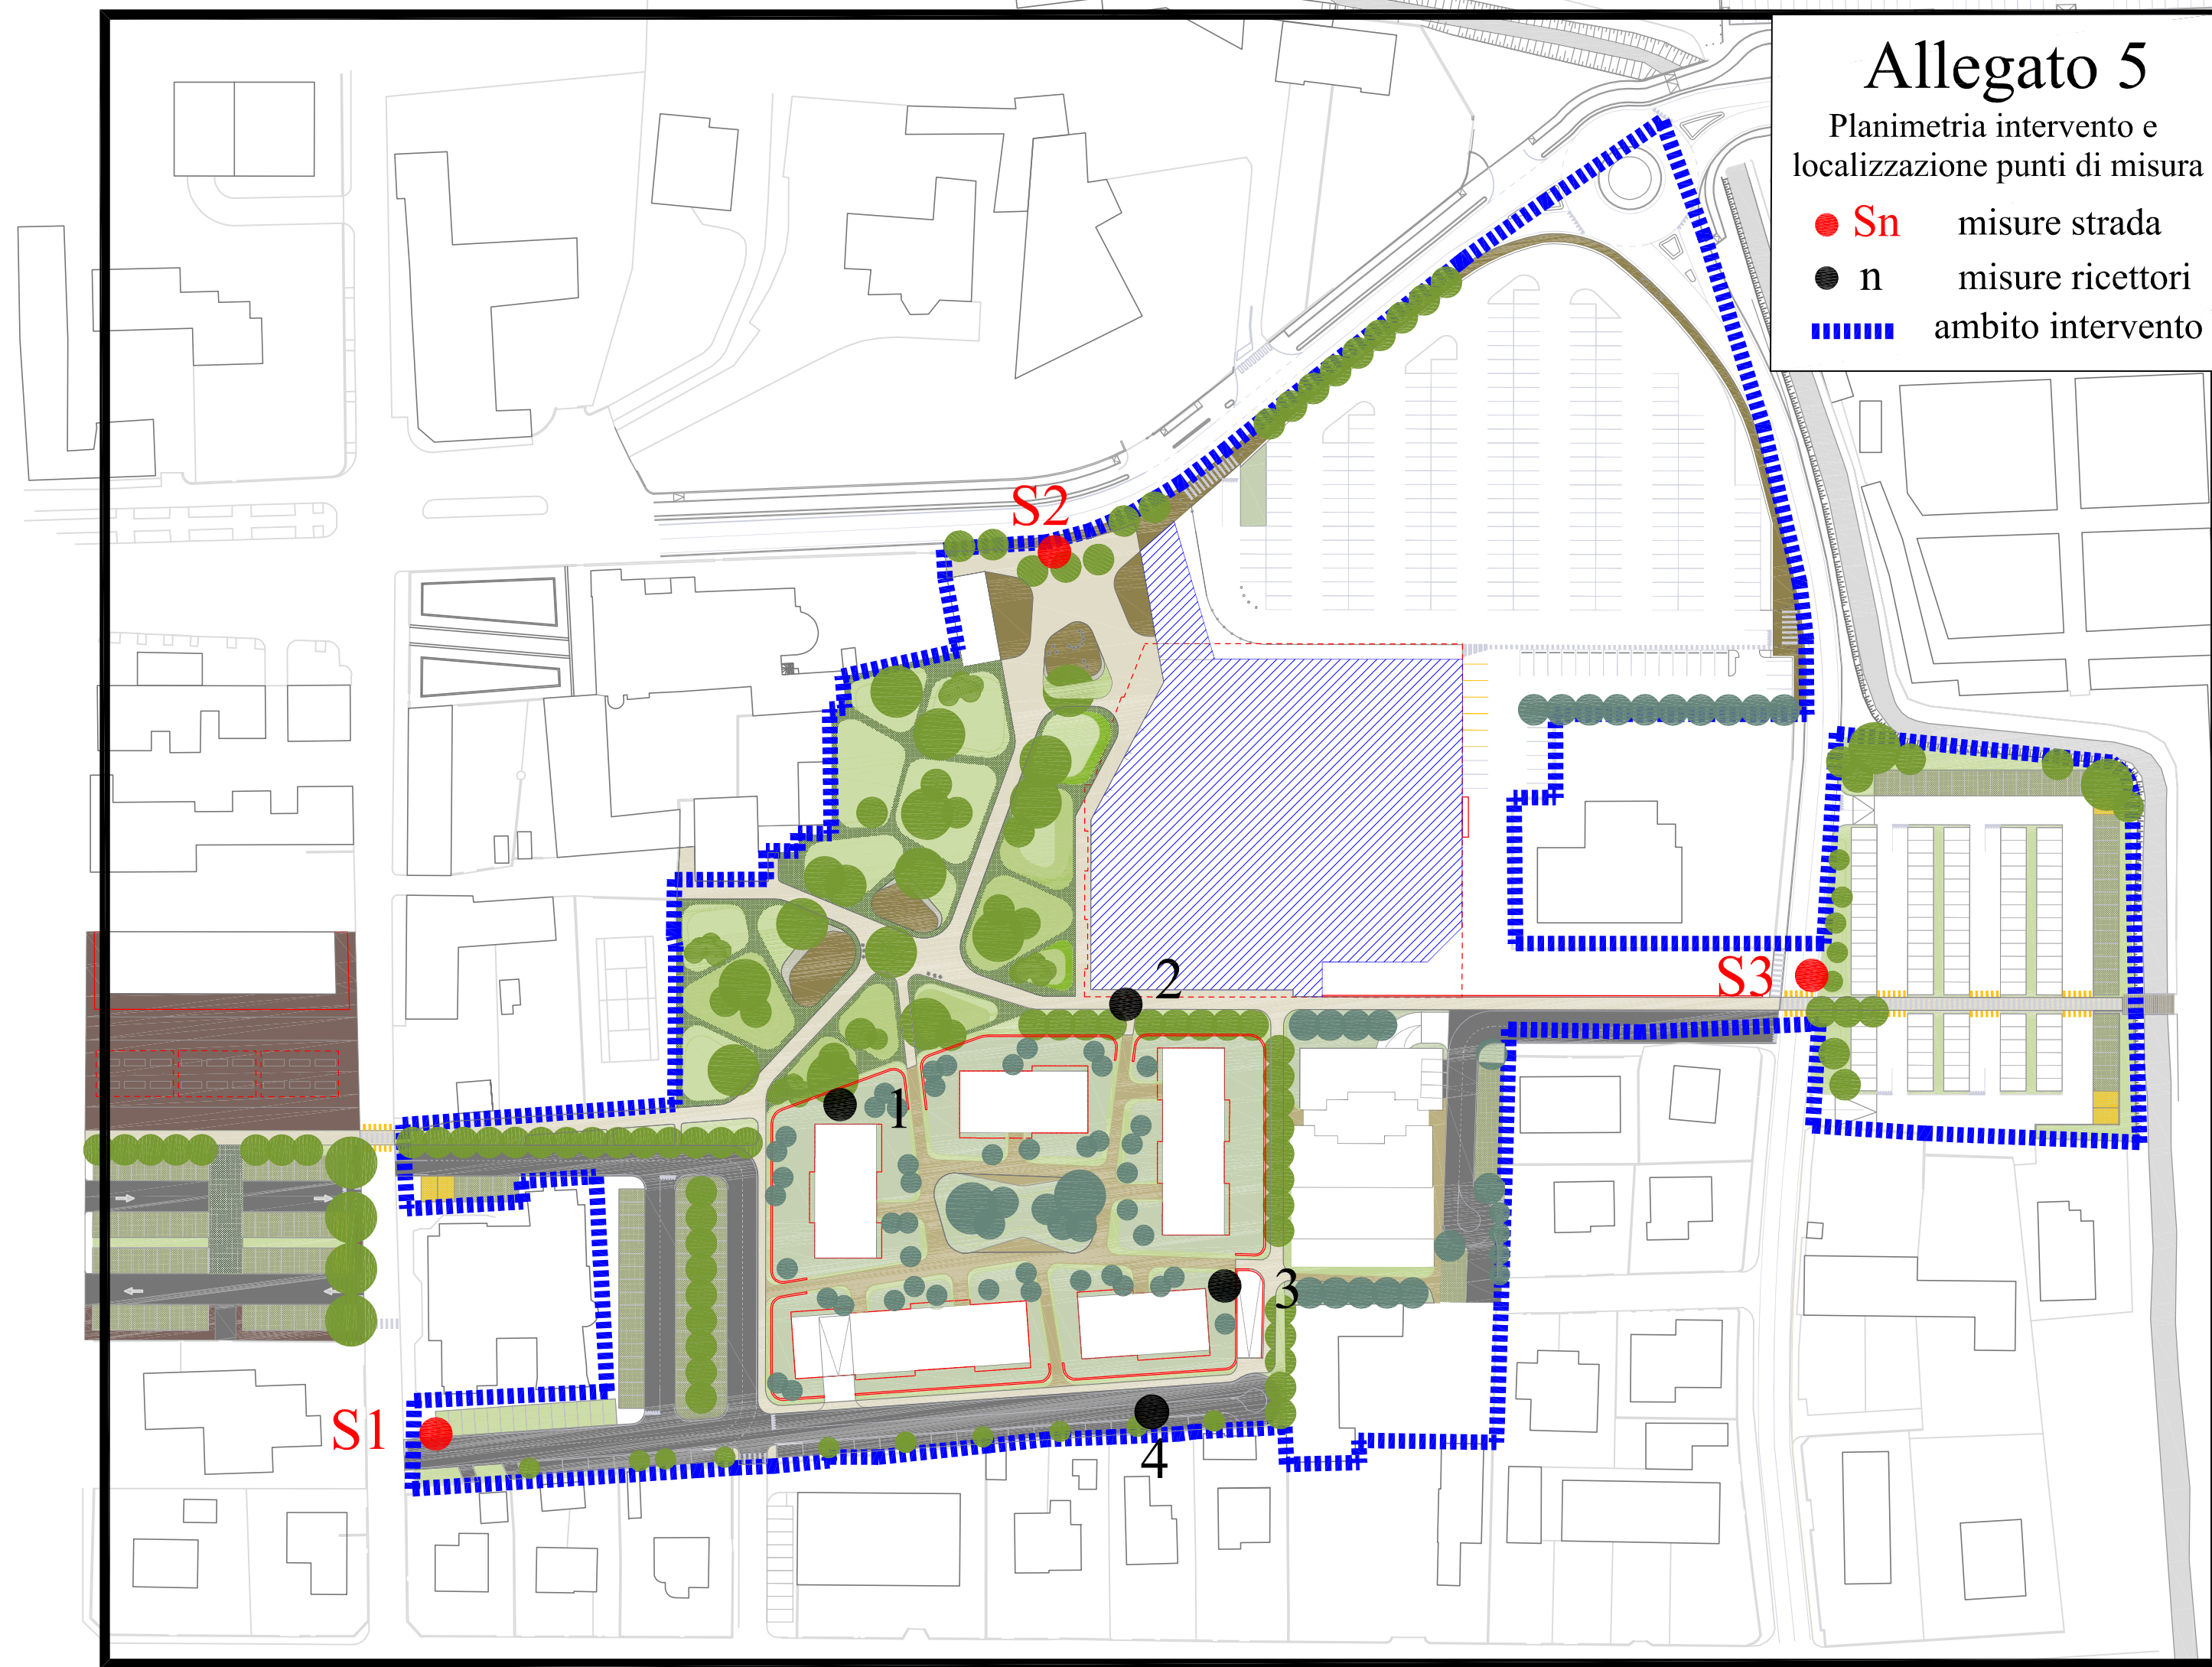 Allegato 5
Planimetria intervento e
localizzazione punti di misura
Sn misure strada
n misure ricettori
ambito intervento
S2
2
S3
1
3
S1
4